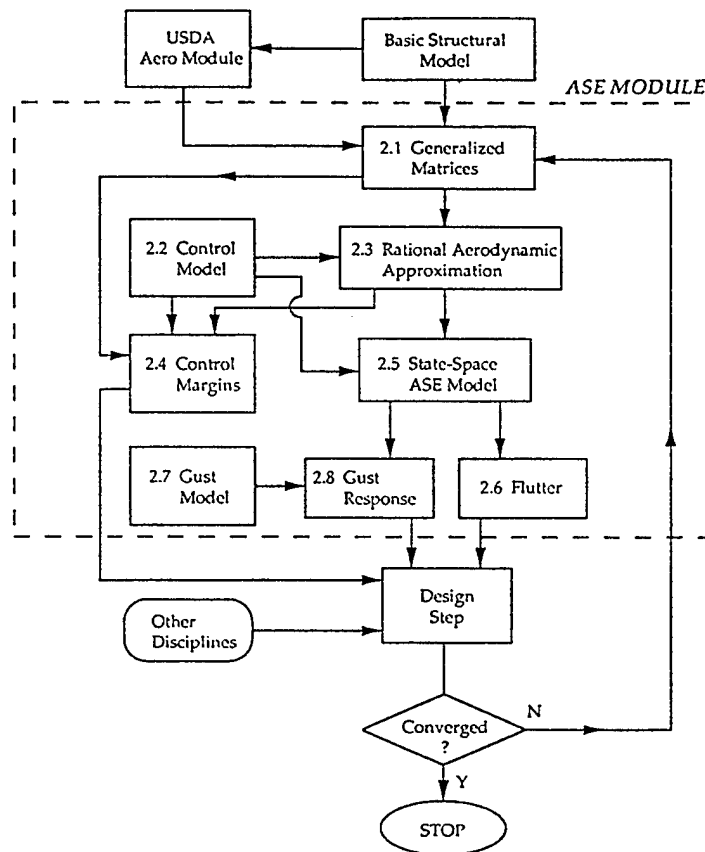 USDA
Aero Module
Basic Structural
Model
ASE MODULE
2.1 Generalized
Matrices
2.2 Control
Model
2.3 Rational Aerodynamic
Approximation
2.4 Control
Margins
2.5 State-Space
ASE Model
2.7 Gust
Model
2.8 Gust
Response
2.6 Flutter
Design
Step
Other
Disciplines
Converged
?
N
Y
STOP